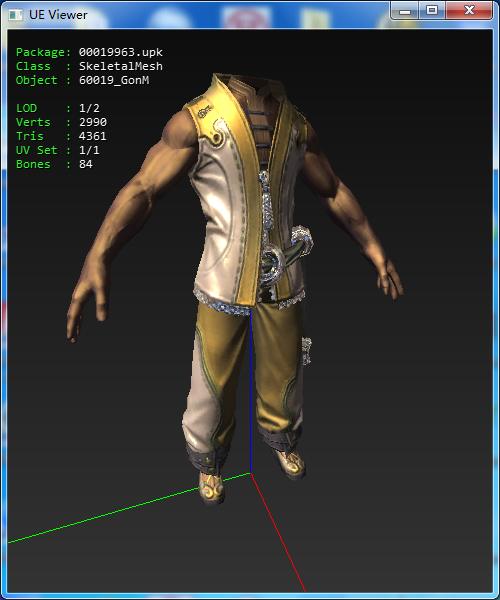 UE Viewer
Package: 00019963.upk
Class : SkeletalMesh
Object : 60019_GonM
LOD : 1/2
Verts : 2990
Tris : 4361
UV Set : 1/1
Bones : 84